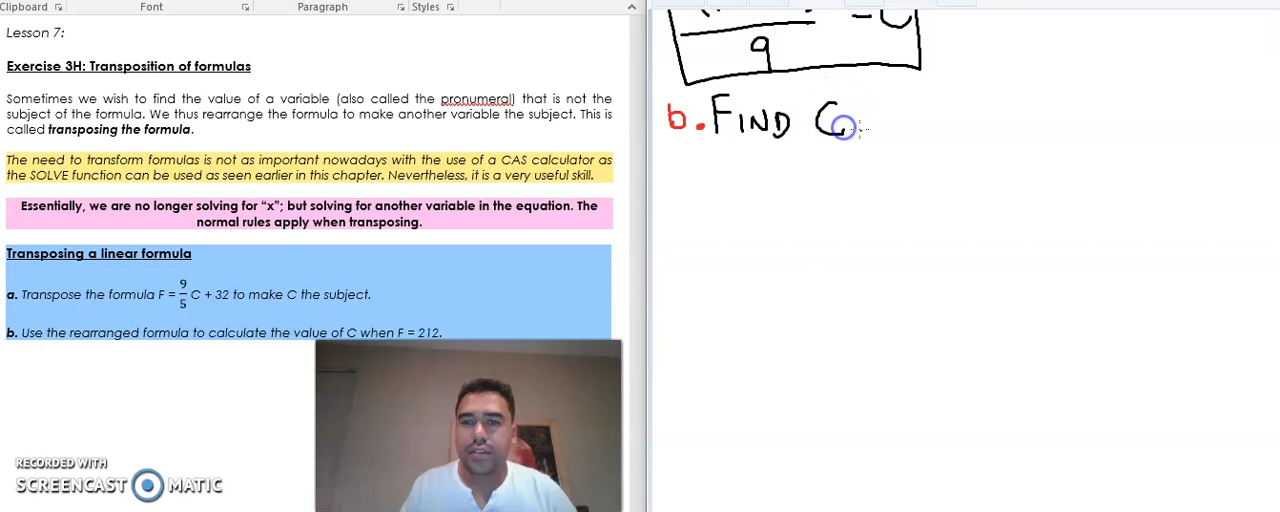 Clipboard Font Paragraph Styles
Lesson 7:
Exercise 3H: Transposition of formulas
Sometimes we wish to find the value of a variable (also called the pronumeral) that is not the
subject of the formula. We thus rearrange the formula to make another variable the subject. This is
called transposing the formula.
The need to transform formulas is not as important nowadays with the use of a CAS calculator as
the SOLVE function can be used as seen earlier in this chapter. Nevertheless, it is a very useful skill.
Essentially, we are no longer solving for "x"; but solving for another variable in the equation. The
normal rules apply when transposing.
Transposing a linear formula
a. Transpose the formula F = 9/5 C + 32 to make C the subject.
b. Use the rearranged formula to calculate the value of C when F = 212.
RECORDED WITH
SCREENCAST MATIC
= C
9
b. FIND C